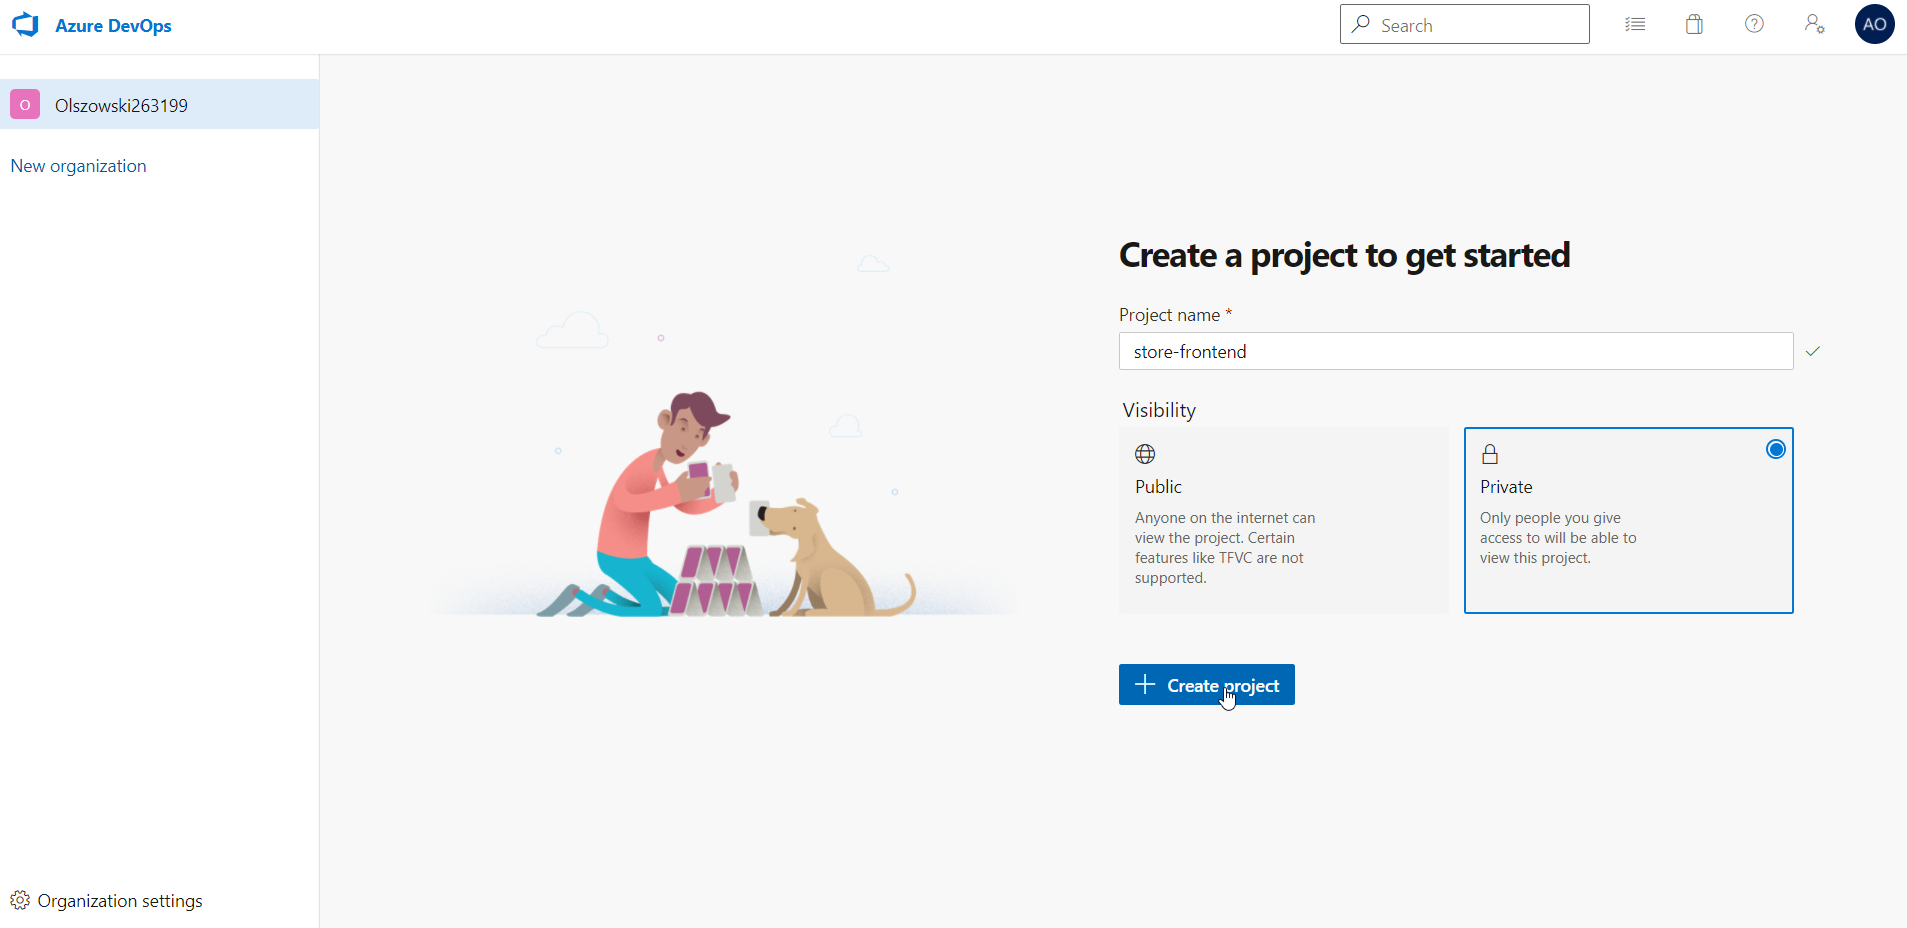 Azure DevOps
Search
AO
O
Olszowski263199
New organization
Create a project to get started
Project name *
store-frontend
Visibility
Public
Anyone on the internet can
view the project. Certain
features like TFVC are not
supported.
Private
Only people you give
access to will be able to
view this project.
Create project
Organization settings